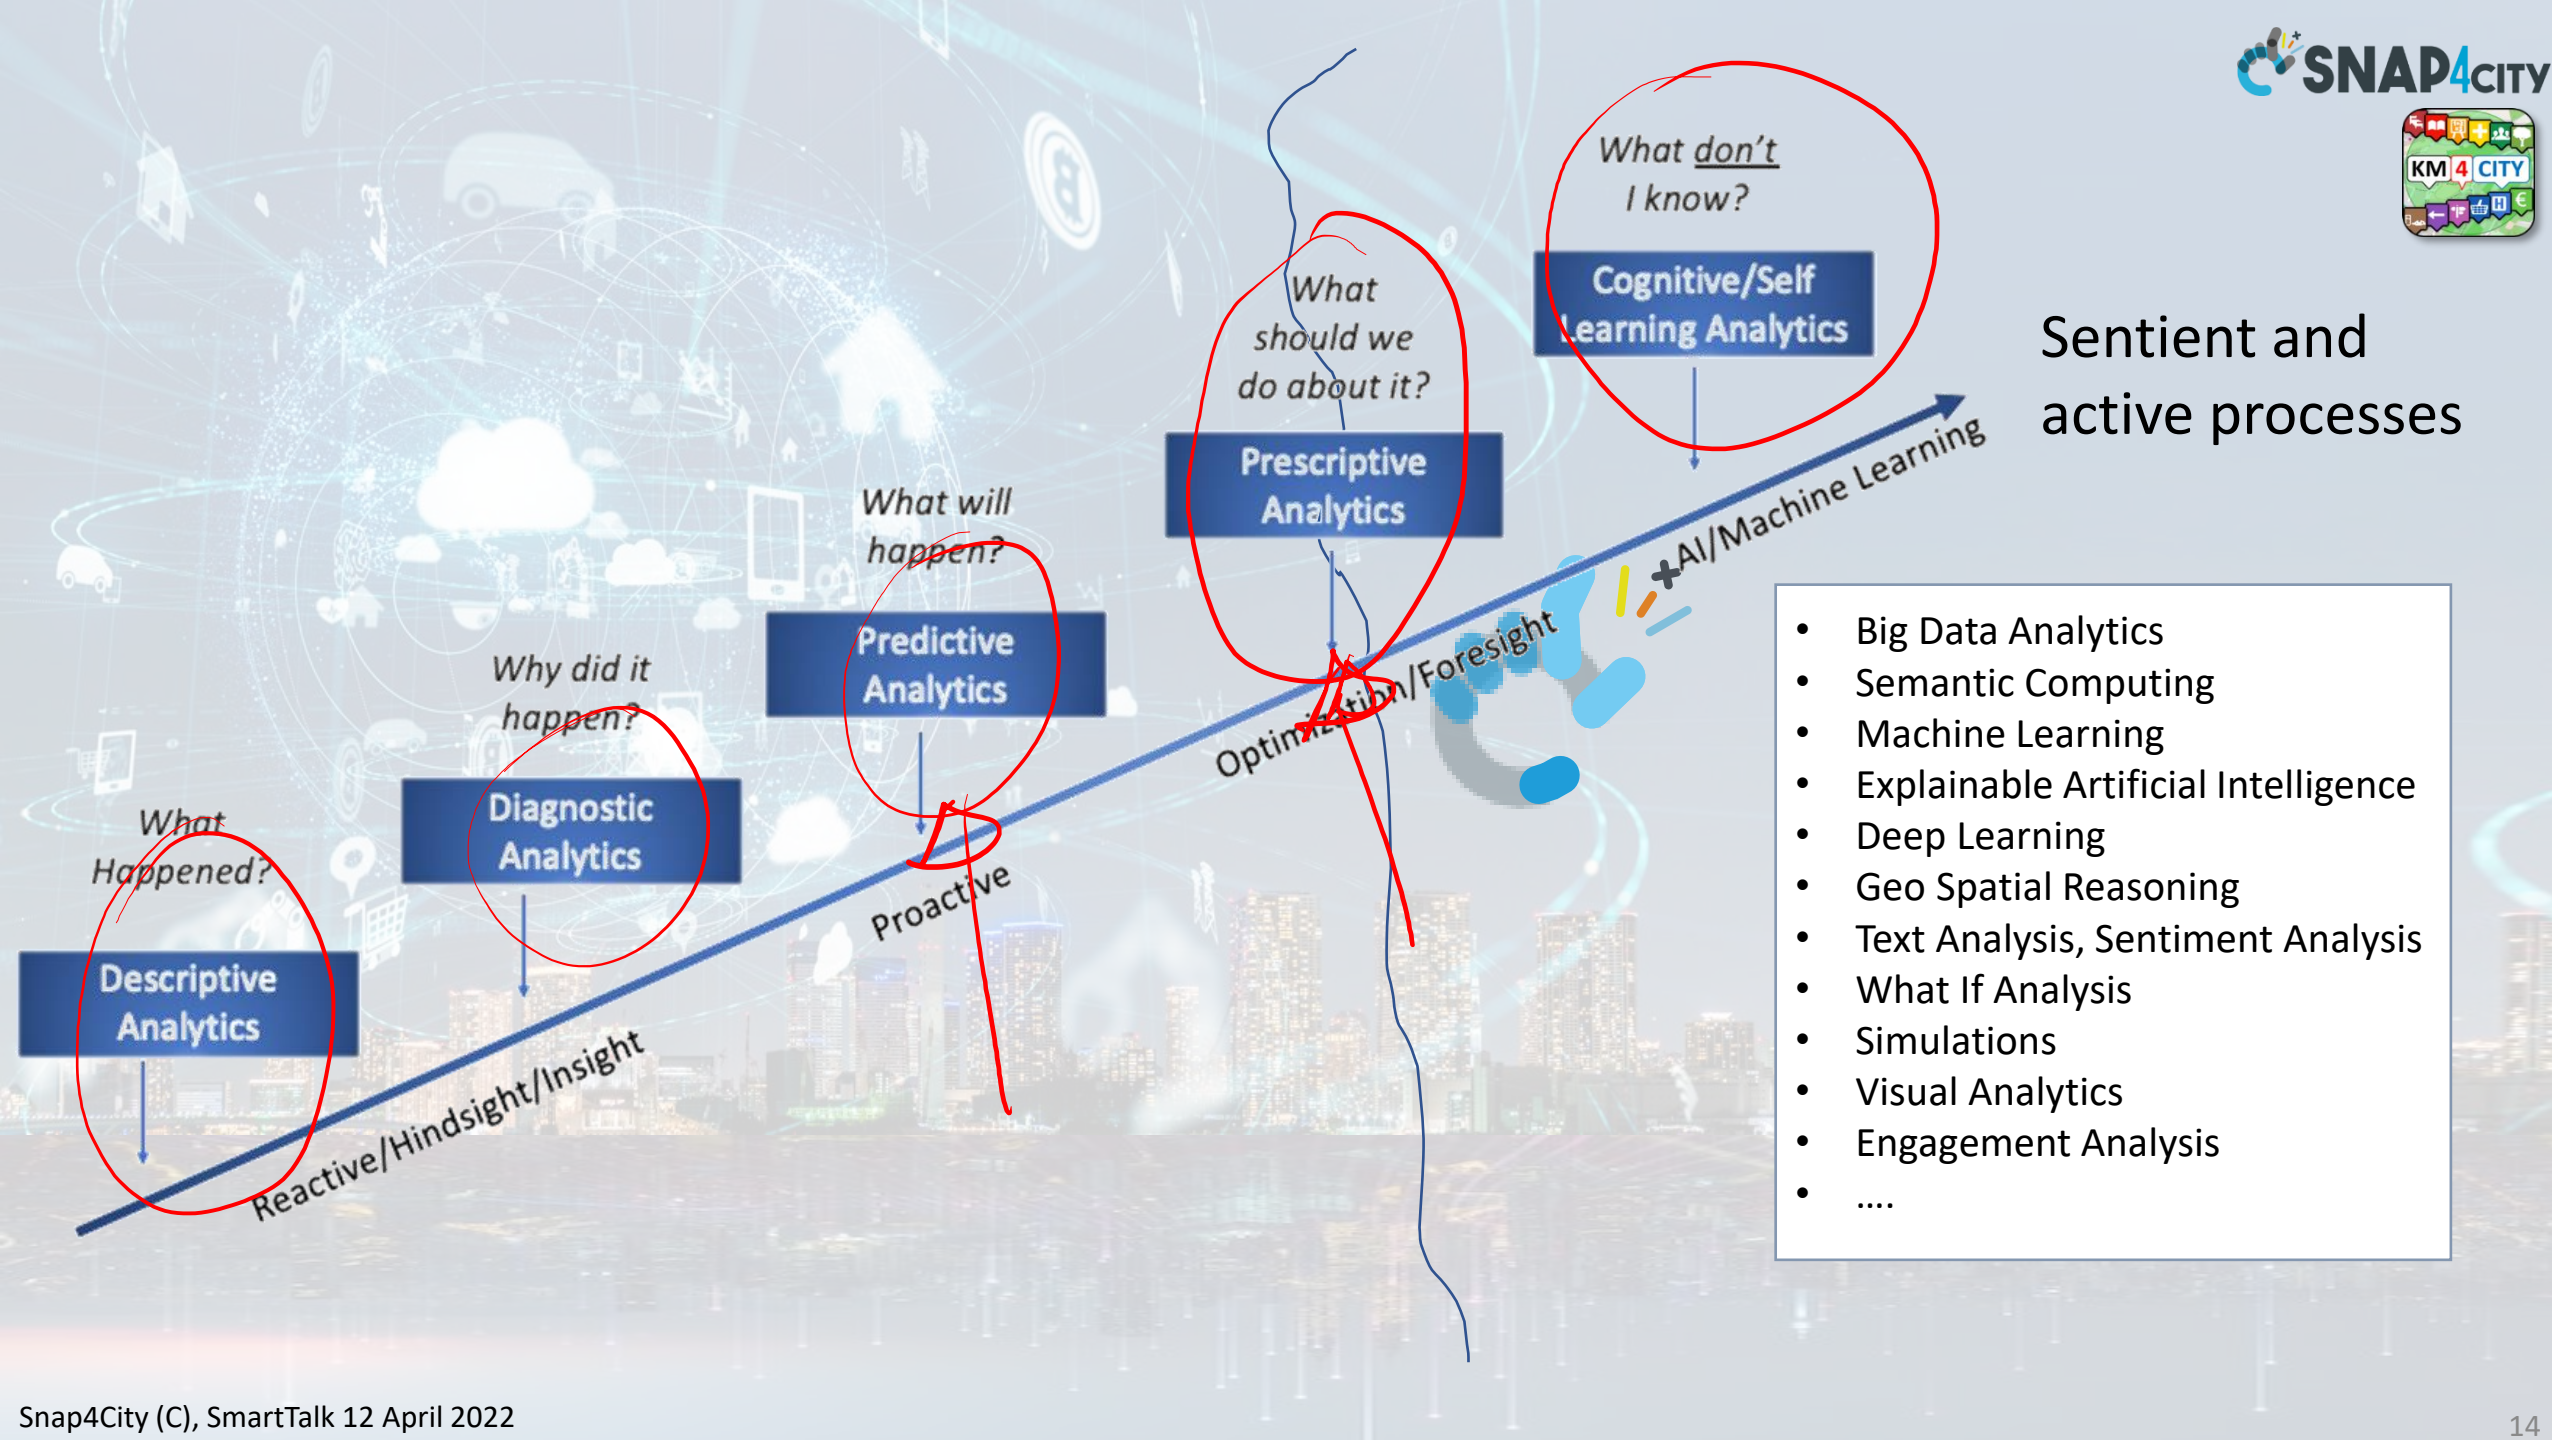 SNAP4CITY
KM 4 CITY
What don't
I know?
Cognitive/Self
Learning Analytics
Sentient and
active processes
What
should we
do about it?
Prescriptive
Analytics
AI/Machine Learning
What will
happen?
Predictive
Analytics
Optimization/Foresight
Why did it
happen?
Diagnostic
Analytics
Proactive
What
Happened?
Descriptive
Analytics
Reactive/Hindsight/Insight
• Big Data Analytics
• Semantic Computing
• Machine Learning
• Explainable Artificial Intelligence
• Deep Learning
• Geo Spatial Reasoning
• Text Analysis, Sentiment Analysis
• What If Analysis
• Simulations
• Visual Analytics
• Engagement Analysis
• ....
Snap4City (C), SmartTalk 12 April 2022
14